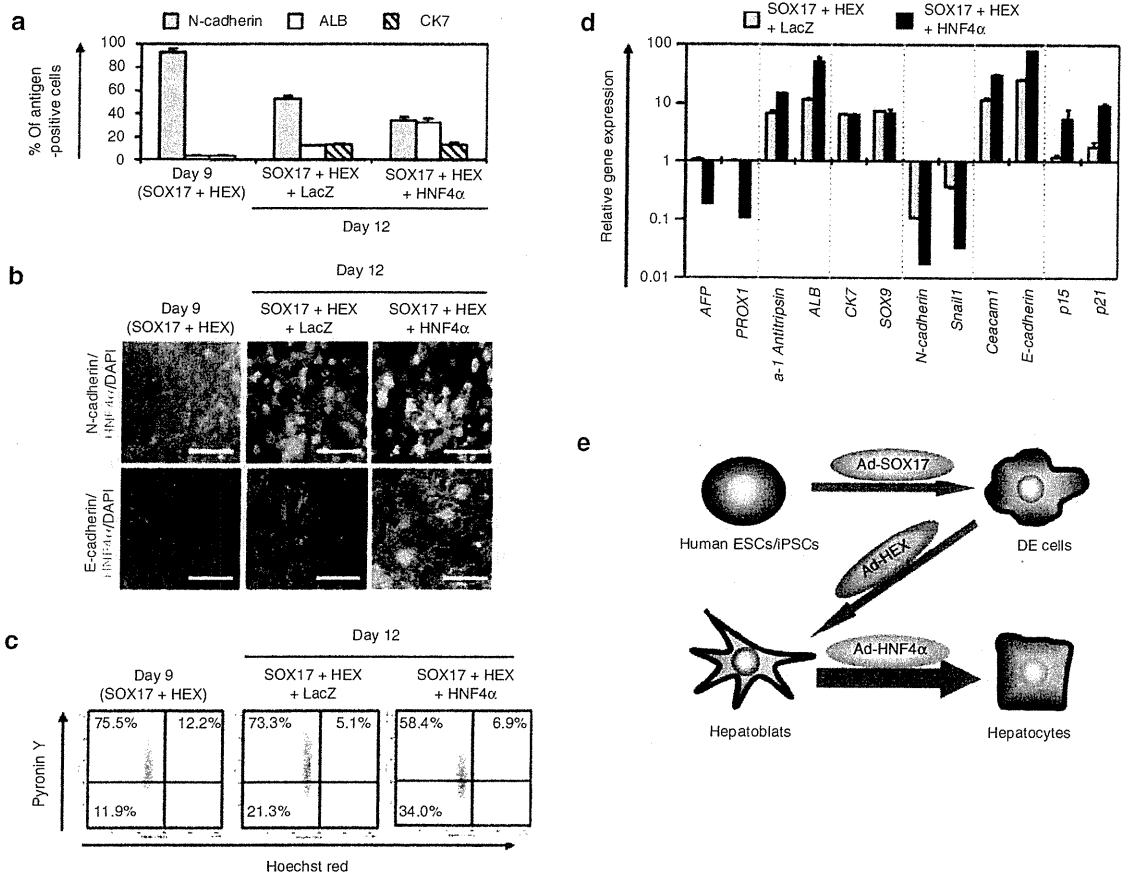 a
N-cadherin
ALB
CK7
% Of antigen
-positive cells
100
80
60
40
20
0
Day 9
(SOX17 + HEX)
SOX17 + HEX
+ LacZ
SOX17 + HEX
+ HNF4α
Day 12
b
Day 12
Day 9
(SOX17 + HEX)
SOX17 + HEX
+ LacZ
SOX17 + HEX
+ HNF4α
N-cadherin/
HNF4α/DAPI
E-cadherin/
HNF4α/DAPI
c
Day 12
Day 9
(SOX17 + HEX)
SOX17 + HEX
+ LacZ
SOX17 + HEX
+ HNF4α
Pyronin Y
75.5%
12.2%
11.9%
73.3%
5.1%
21.3%
58.4%
6.9%
34.0%
Hoechst red
d
SOX17 + HEX
+ LacZ
SOX17 + HEX
+ HNF4α
Relative gene expression
100
10
1
0.1
0.01
AFP
PROX1
a-1 Antitripsin
ALB
CK7
SOX9
N-cadherin
Snail1
Ceacam1
E-cadherin
p15
p21
e
Ad-SOX17
Human ESCs/iPSCs
DE cells
Ad-HEX
Ad-HNF4α
Hepatoblats
Hepatocytes